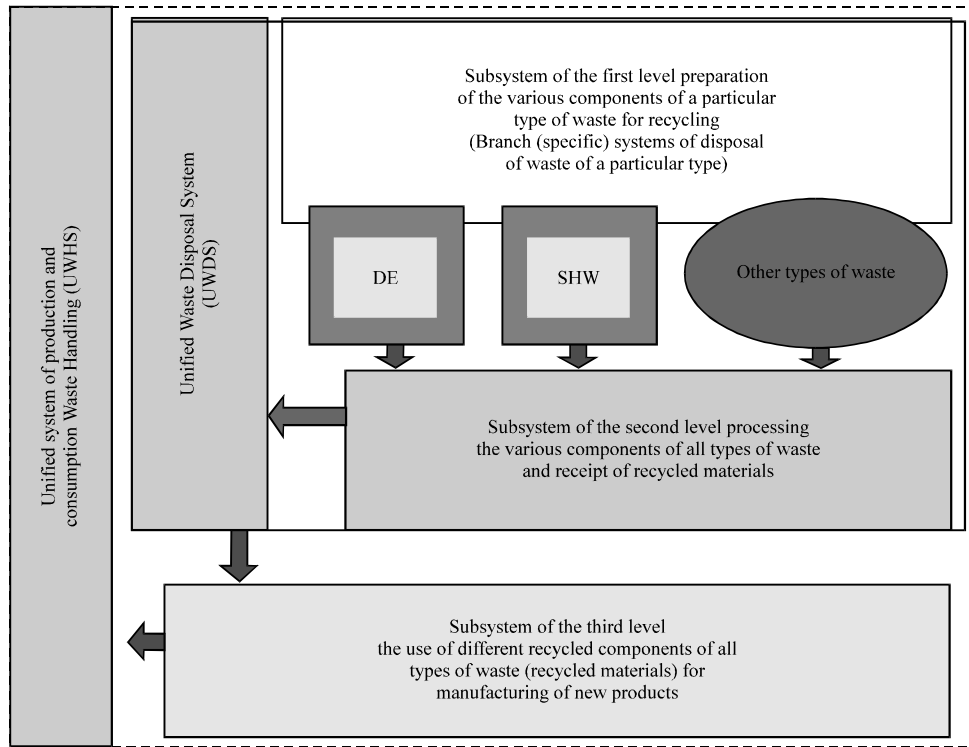 Unified system of production and
consumption Waste Handling (UWHS)
Unified Waste Disposal System
(UWDS)
Subsystem of the first level preparation
of the various components of a particular
type of waste for recycling
(Branch (specific) systems of disposal
of waste of a particular type)
DE
SHW
Other types of waste
Subsystem of the second level processing
the various components of all types of waste
and receipt of recycled materials
Subsystem of the third level
the use of different recycled components of all
types of waste (recycled materials) for
manufacturing of new products